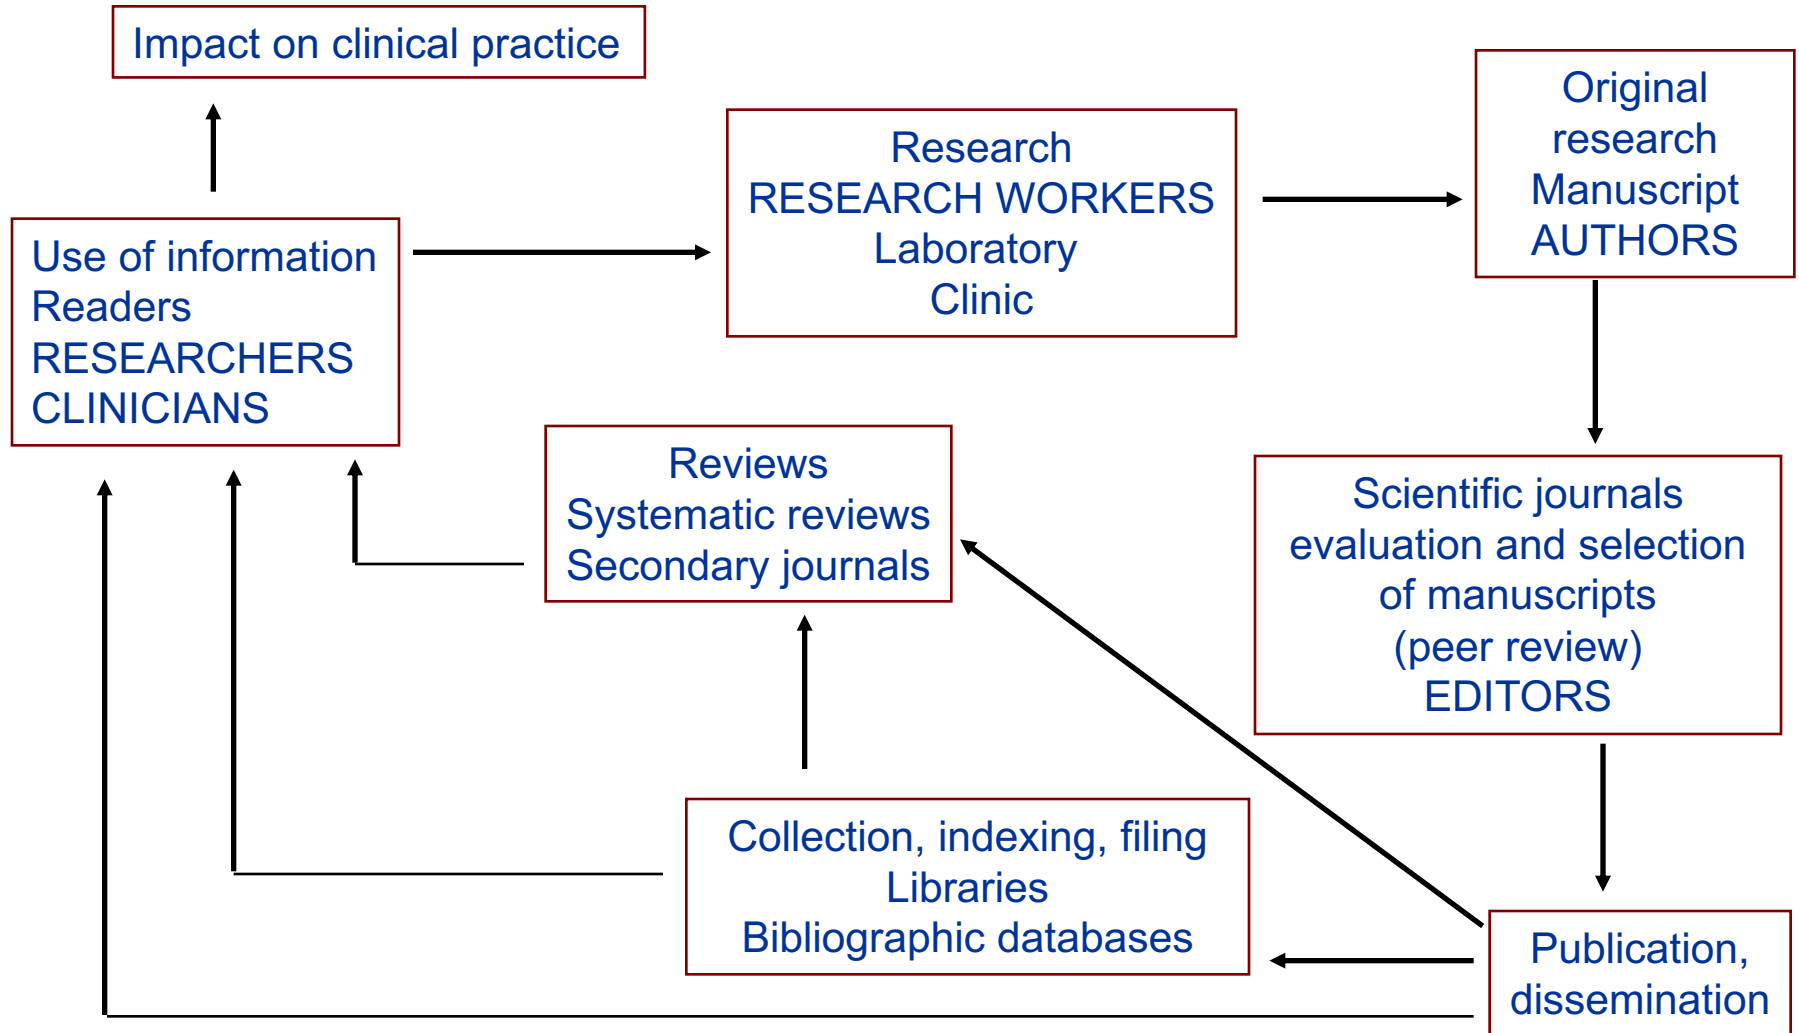 Impact on clinical practice
Original
research
Manuscript
AUTHORS
Research
RESEARCH WORKERS
Laboratory
Clinic
Use of information
Readers
RESEARCHERS
CLINICIANS
Reviews
Systematic reviews
Secondary journals
Scientific journals
evaluation and selection
of manuscripts
(peer review)
EDITORS
Collection, indexing, filing
Libraries
Bibliographic databases
Publication,
dissemination